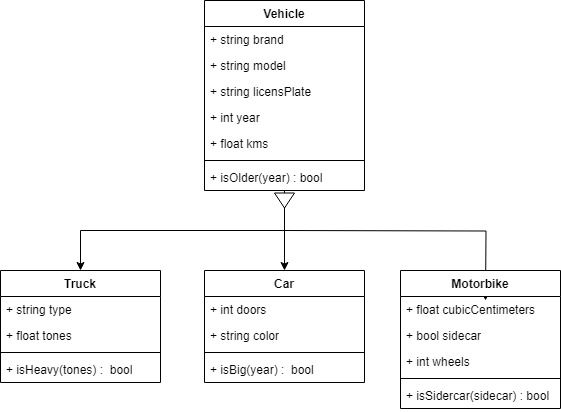 Vehicle
+ string brand
+ string model
+ string licensPlate
+ int year
+ float kms
+ isOlder(year) : bool
Truck
+ string type
+ float tones
+ isHeavy(tones) : bool
Car
+ int doors
+ string color
+ isBig(year) : bool
Motorbike
+ float cubicCentimeters
+ bool sidecar
+ int wheels
+ isSidercar(sidecar) : bool